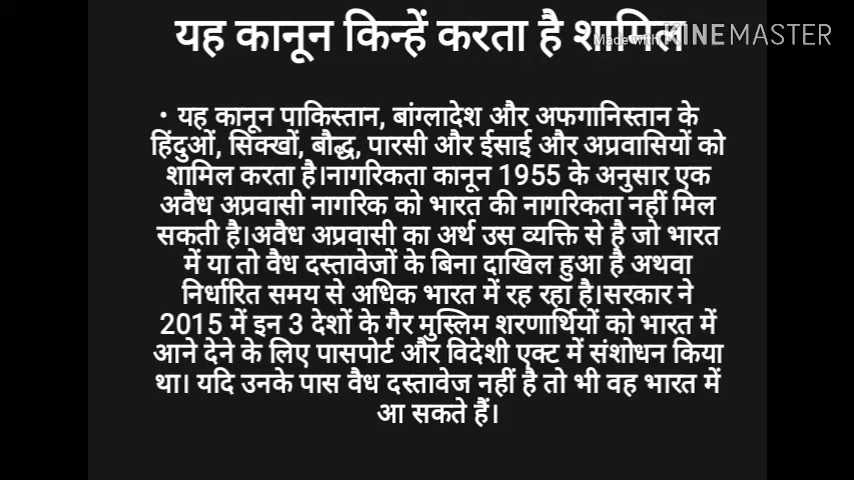 यह कानून किन्हें करता है शामिल
Made with KINEMASTER
• यह कानून पाकिस्तान, बांग्लादेश और अफगानिस्तान के
हिंदुओं, सिक्खों, बौद्ध, पारसी और ईसाई और अप्रवासियों को
शामिल करता है।नागरिकता कानून 1955 के अनुसार एक
अवैध अप्रवासी नागरिक को भारत की नागरिकता नहीं मिल
सकती है।अवैध अप्रवासी का अर्थ उस व्यक्ति से है जो भारत
में या तो वैध दस्तावेजों के बिना दाखिल हुआ है अथवा
निर्धारित समय से अधिक भारत में रह रहा है।सरकार ने
2015 में इन 3 देशों के गैर मुस्लिम शरणार्थियों को भारत में
आने देने के लिए पासपोर्ट और विदेशी एक्ट में संशोधन किया
था। यदि उनके पास वैध दस्तावेज नहीं है तो भी वह भारत में
आ सकते हैं।